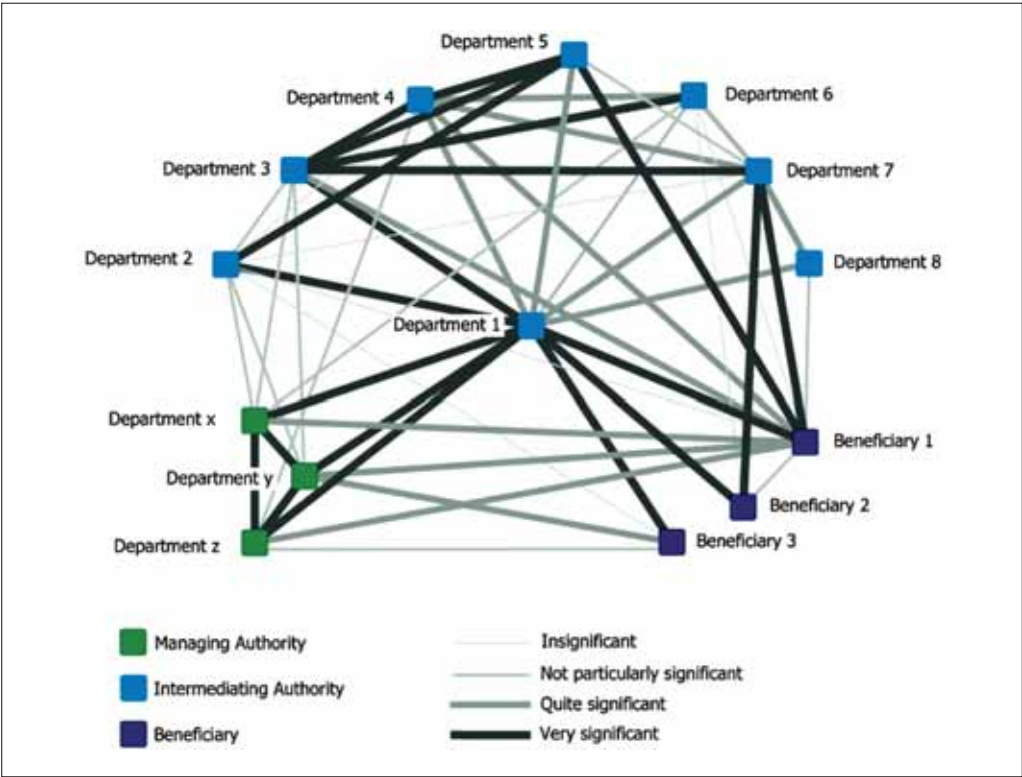 Department 5
Department 4
Department 6
Department 3
Department 7
Department 2
Department 8
Department 1
Department x
Beneficiary 1
Department y
Beneficiary 2
Department z
Beneficiary 3
Managing Authority
Insignificant
Intermediating Authority
Not particularly significant
Quite significant
Beneficiary
Very significant